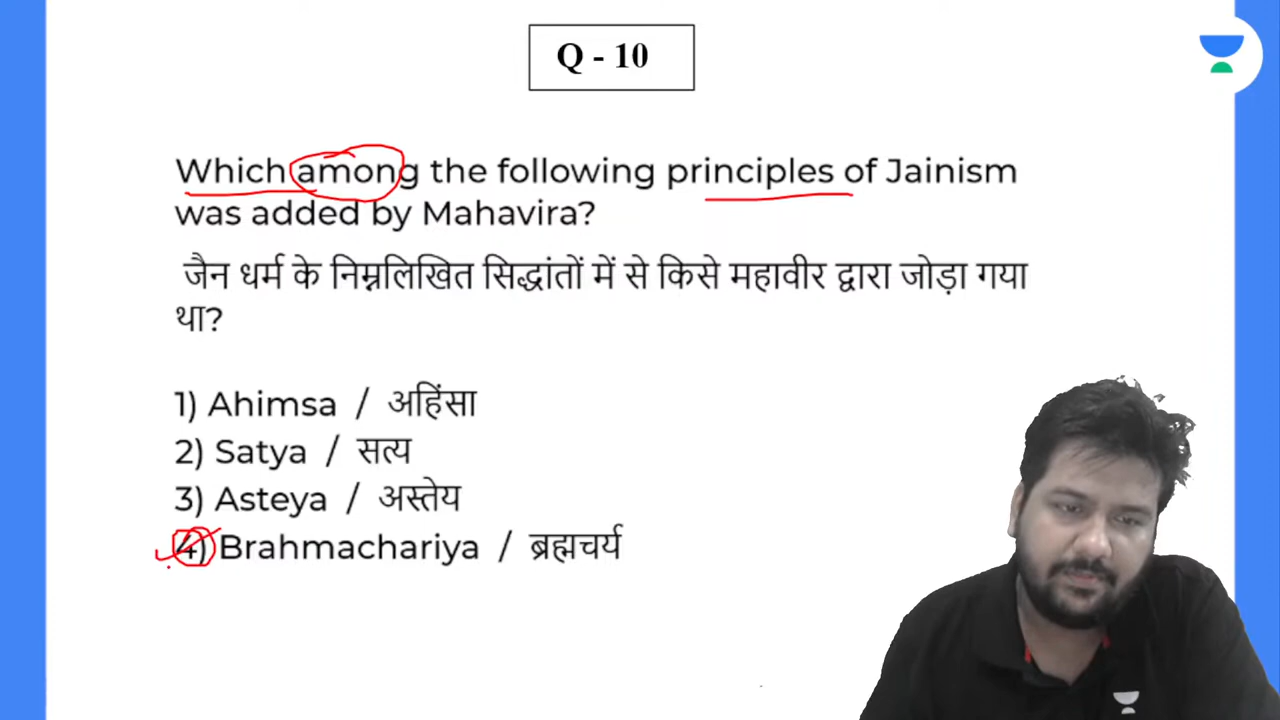 Q - 10
Which among the following principles of Jainism
was added by Mahavira?
जैन धर्म के निम्नलिखित सिद्धांतों में से किसे महावीर द्वारा जोड़ा गया
था?
1) Ahimsa / अहिंसा
2) Satya / सत्य
3) Asteya / अस्तेय
4) Brahmachariya / ब्रह्मचर्य